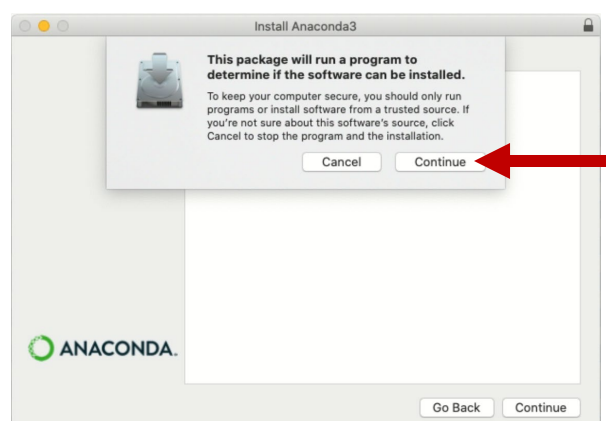 Install Anaconda3
This package will run a program to
determine if the software can be installed.
To keep your computer secure, you should only run
programs or install software from a trusted source. If
you're not sure about this software's source, click
Cancel to stop the program and the installation.
Cancel Continue
ANACONDA.
Go Back Continue